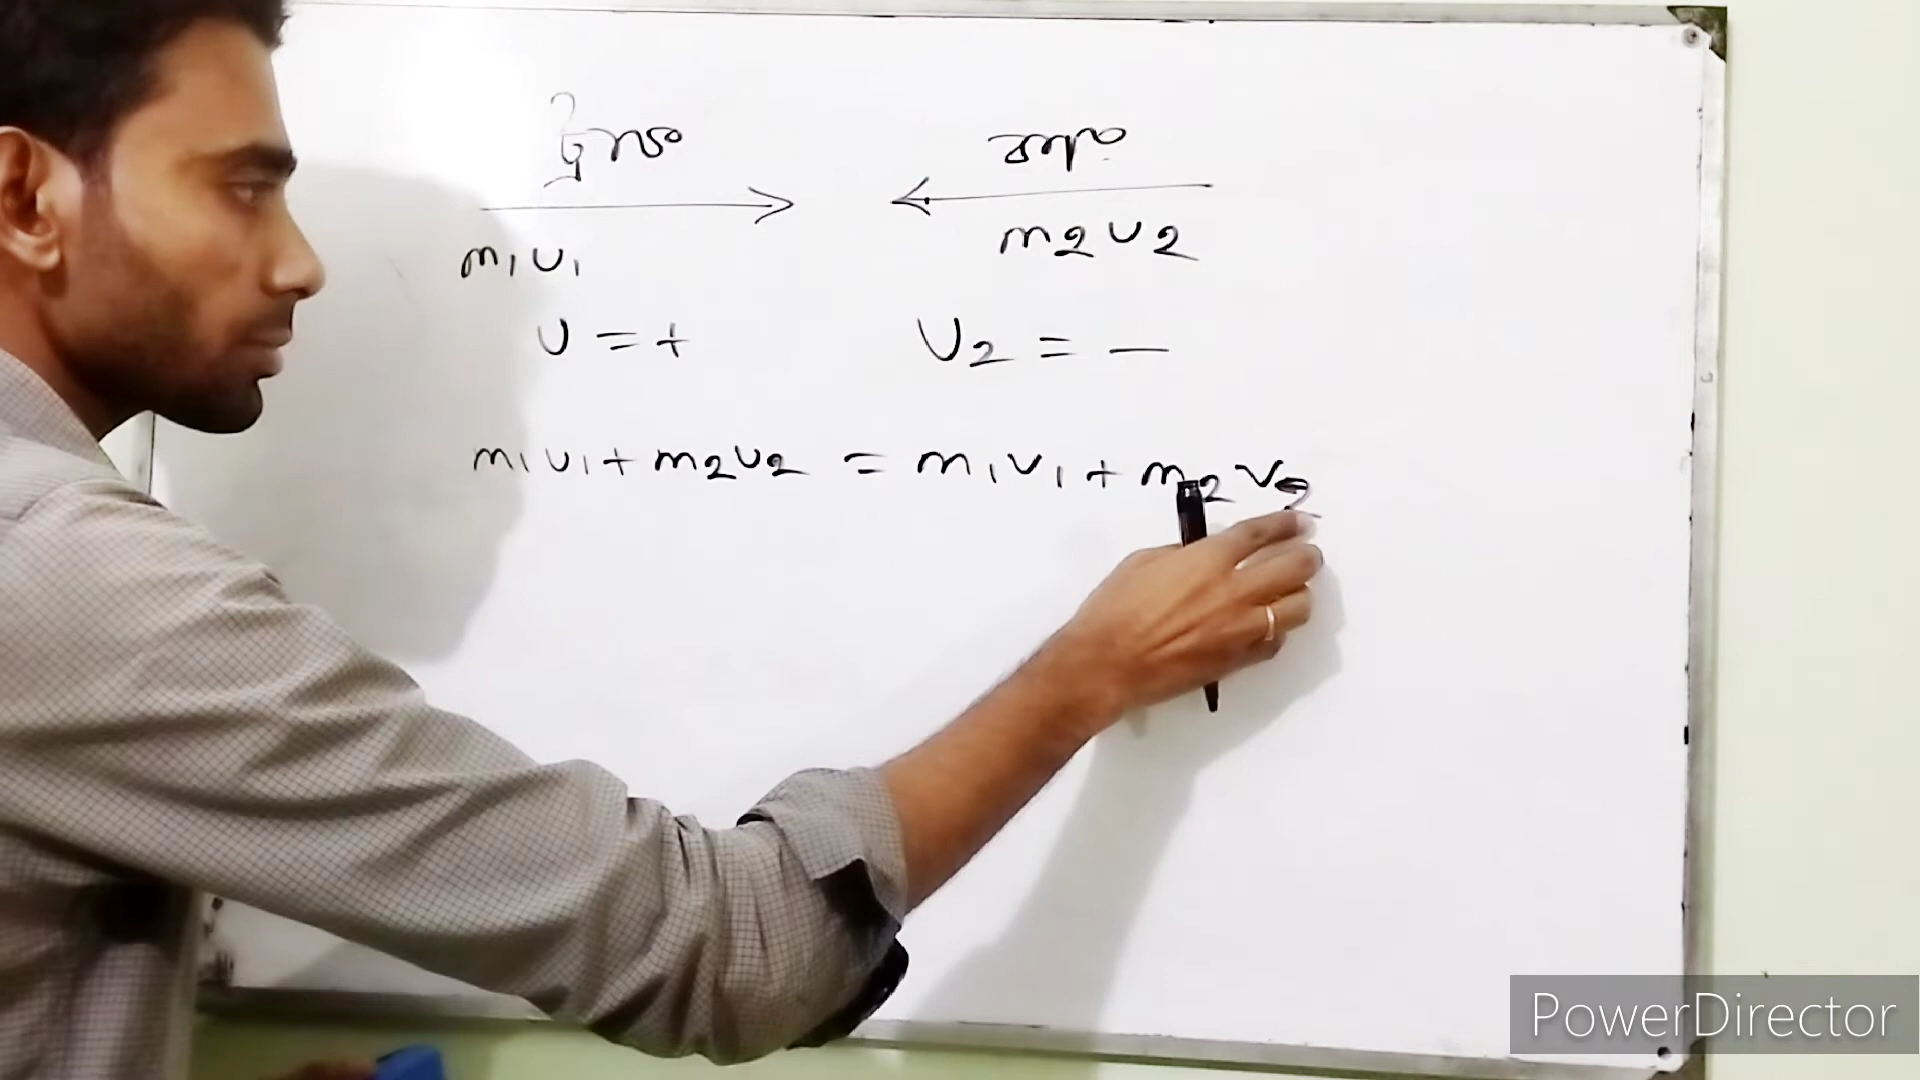 ট্রাক কার
m₁u₁ m₂u₂
u = + u₂ = −
m₁u₁ + m₂u₂ = m₁v₁ + m₂v₂
PowerDirector